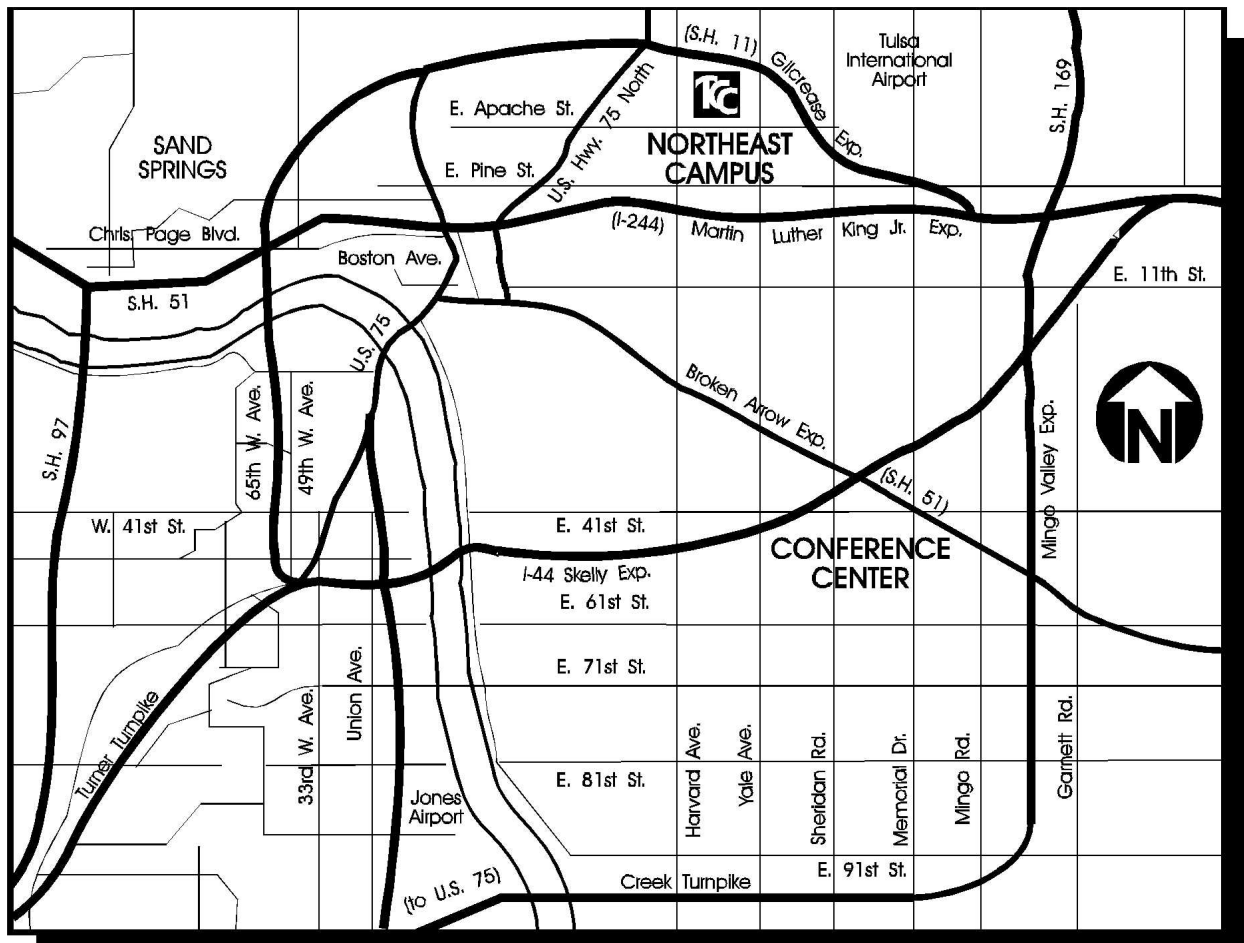 (S.H. 11)
Gilcrease Exp.
Tulsa
International
Airport
S.H. 169
TCC
NORTHEAST
CAMPUS
E. Apache St.
U.S. Hwy. 75 North
SAND
SPRINGS
E. Pine St.
(I-244) Martin Luther King Jr. Exp.
Chris. Page Blvd.
Boston Ave.
E. 11th St.
S.H. 51
U.S. 75
Broken Arrow Exp.
(S.H. 51)
N
S.H. 97
65th W. Ave.
49th W. Ave.
Mingo Valley Exp.
W. 41st St.
E. 41st St.
CONFERENCE
CENTER
I-44 Skelly Exp.
E. 61st St.
E. 71st St.
Turner Turnpike
33rd W. Ave.
Union Ave.
Harvard Ave.
Yale Ave.
Sheridan Rd.
Memorial Dr.
Mingo Rd.
Garnett Rd.
E. 81st St.
Jones
Airport
E. 91st St.
Creek Turnpike
(to U.S. 75)